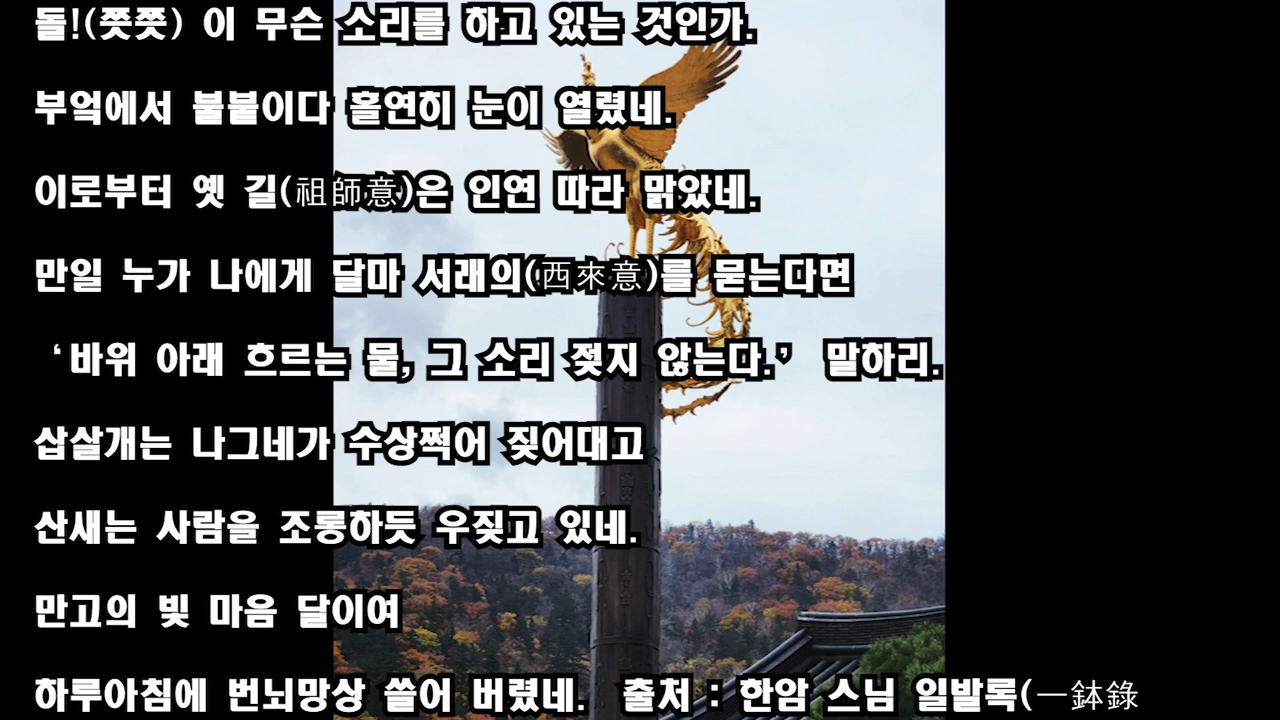 돌!(쯧쯧) 이 무슨 소리를 하고 있는 것인가.
부엌에서 불붙이다 홀연히 눈이 열렸네.
이로부터 옛 길(祖師意)은 인연 따라 맑았네.
만일 누가 나에게 달마 서래의(西來意)를 묻는다면
‘바위 아래 흐르는 물, 그 소리 젖지 않는다.’ 말하리.
삽살개는 나그네가 수상쩍어 짖어대고
산새는 사람을 조롱하듯 우짖고 있네.
만고의 빛 마음 달이여
하루아침에 번뇌망상 쓸어 버렸네. 출처 : 한암 스님 일발록(一鉢錄